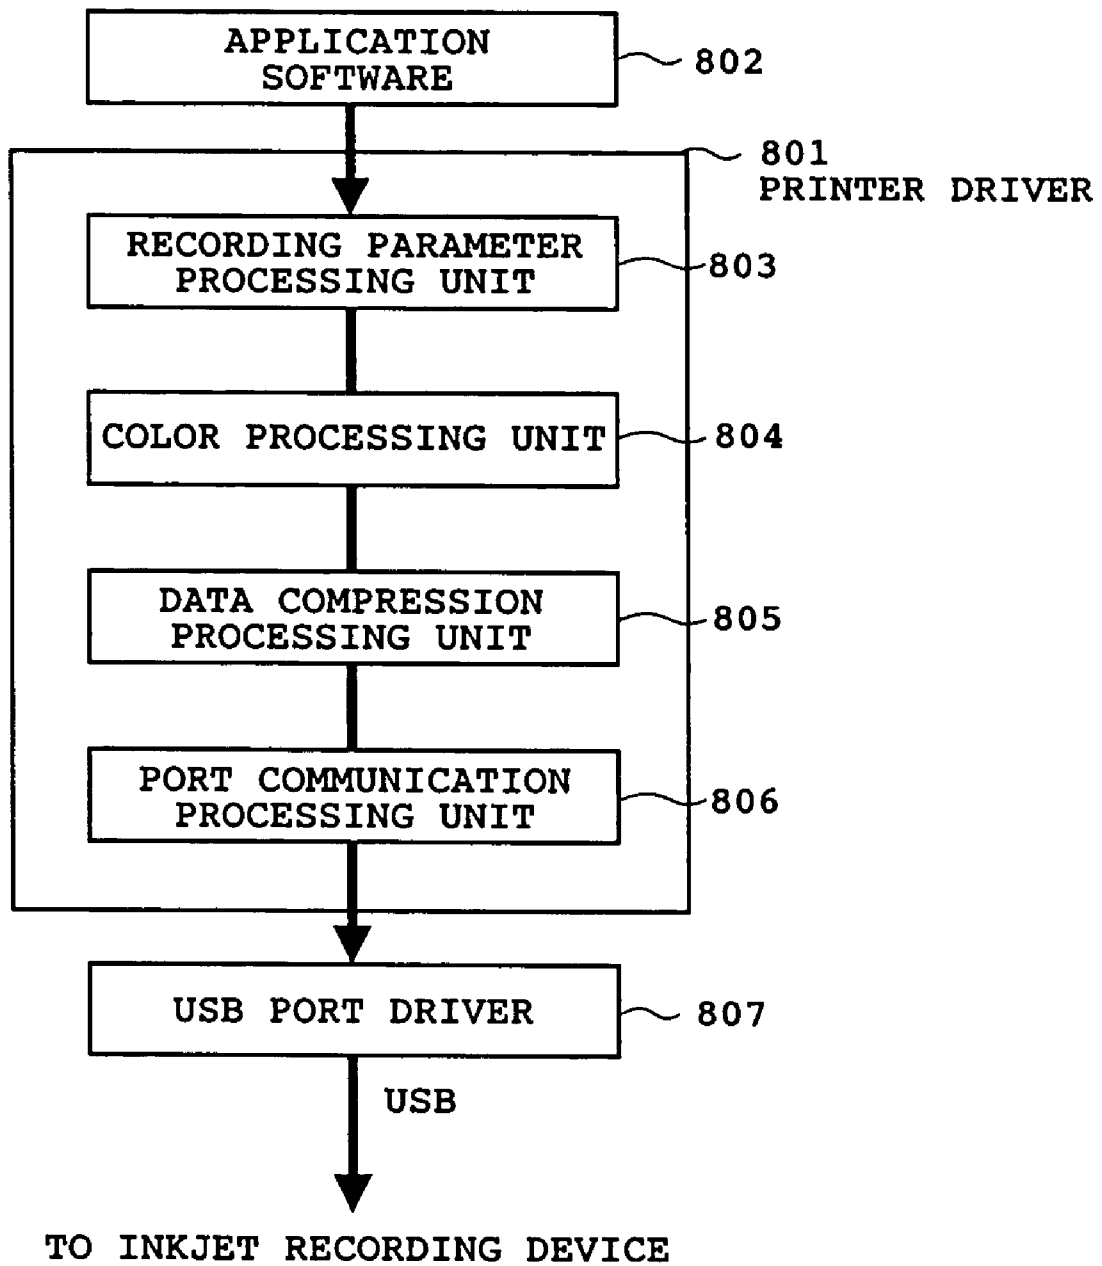 APPLICATION
SOFTWARE
802
801
PRINTER DRIVER
RECORDING PARAMETER
PROCESSING UNIT
803
COLOR PROCESSING UNIT
804
DATA COMPRESSION
PROCESSING UNIT
805
PORT COMMUNICATION
PROCESSING UNIT
806
USB PORT DRIVER
807
USB
TO INKJET RECORDING DEVICE